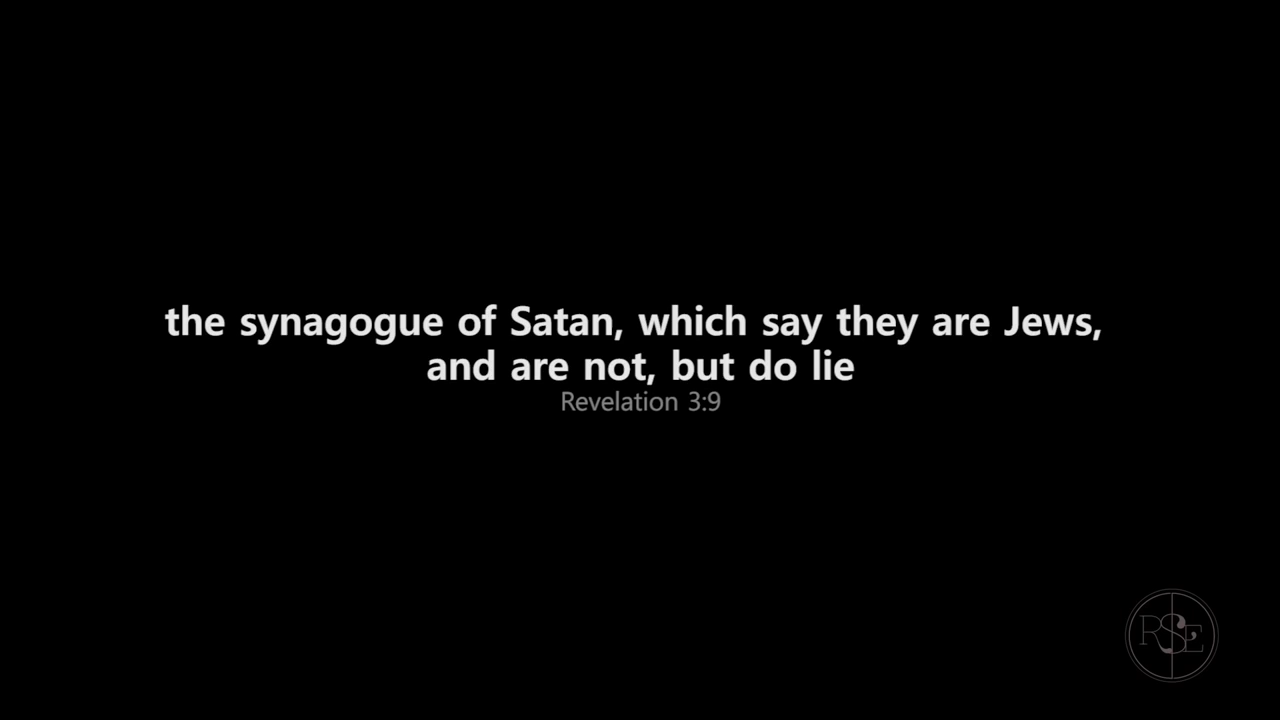 the synagogue of Satan, which say they are Jews,
and are not, but do lie
Revelation 3:9
RSE